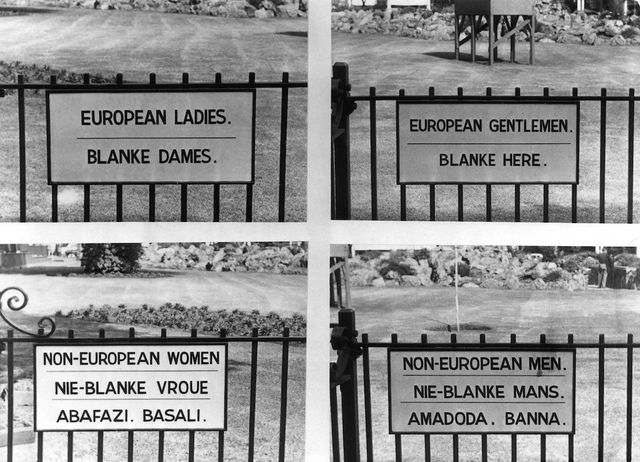 EUROPEAN LADIES.
BLANKE DAMES.
EUROPEAN GENTLEMEN.
BLANKE HERE.
NON-EUROPEAN WOMEN
NIE-BLANKE VROUE
ABAFAZI. BASALI.
NON-EUROPEAN MEN.
NIE-BLANKE MANS.
AMADODA. BANNA.